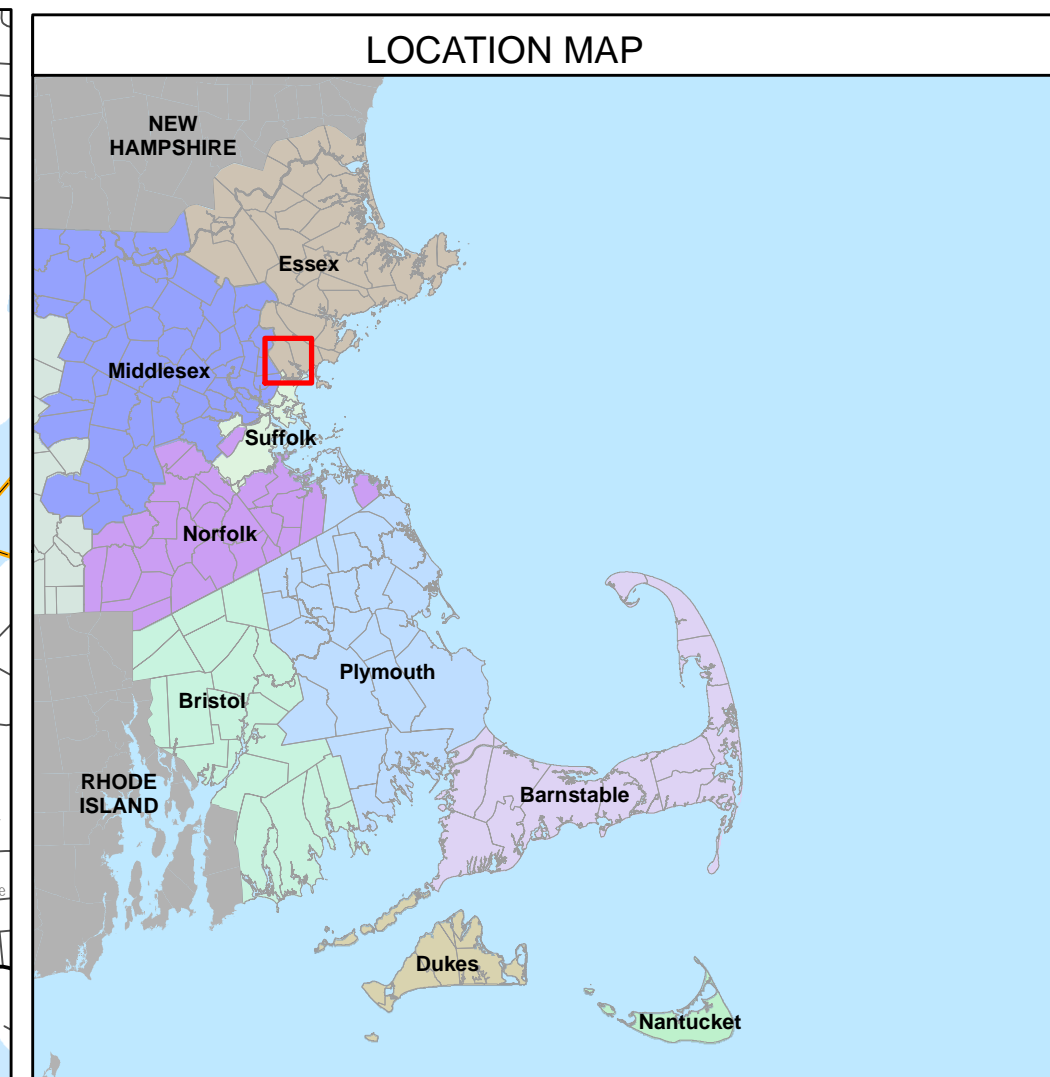 LOCATION MAP
NEW
HAMPSHIRE
Essex
Middlesex
Suffolk
Norfolk
Plymouth
Bristol
RHODE
ISLAND
Barnstable
e
Dukes
Nantucket